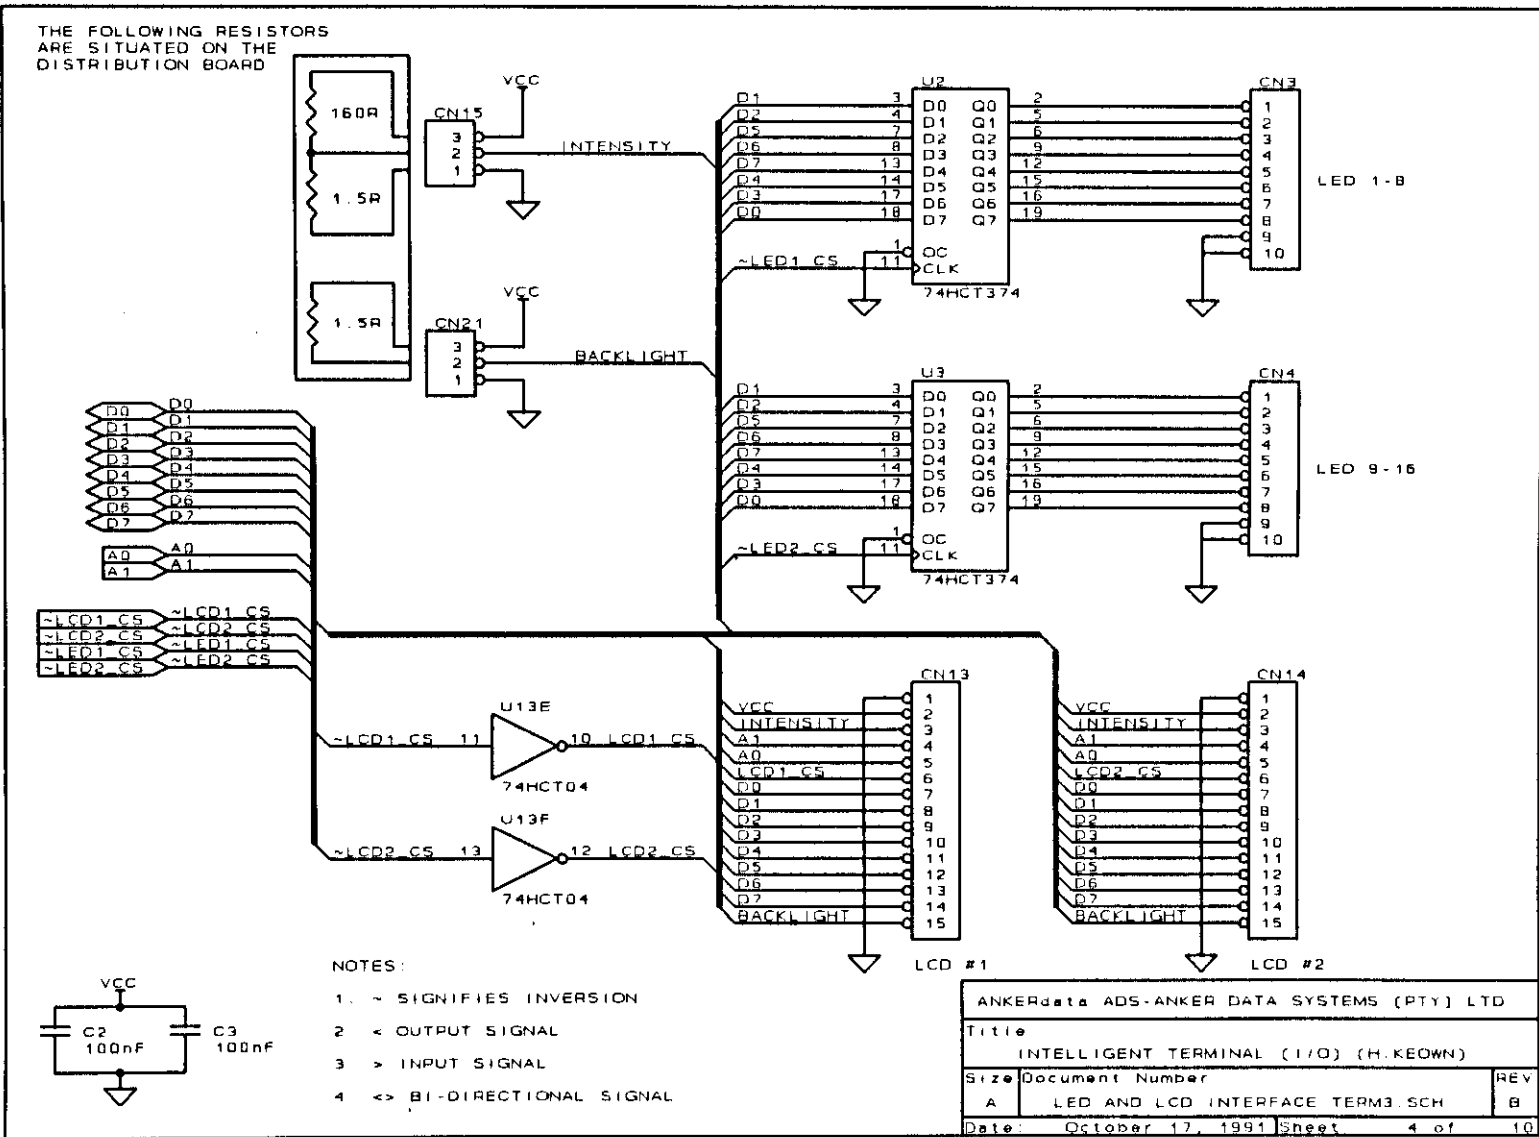 THE FOLLOWING RESISTORS
ARE SITUATED ON THE
DISTRIBUTION BOARD
160R
1.5R
1.5R
VCC
CN15
3
2
1
INTENSITY
VCC
CN21
3
2
1
BACKLIGHT
U2
D1 3 D0 Q0 2
D2 4 D1 Q1 5
D5 7 D2 Q2 6
D6 8 D3 Q3 9
D7 13 D4 Q4 12
D4 14 D5 Q5 15
D3 17 D6 Q6 16
D0 18 D7 Q7 19
1 OC
~LED1_CS 11 CLK
74HCT374
CN3
1
2
3
4
5
6
7
8
9
10
LED 1-8
U3
D1 3 D0 Q0 2
D2 4 D1 Q1 5
D5 7 D2 Q2 6
D6 8 D3 Q3 9
D7 13 D4 Q4 12
D4 14 D5 Q5 15
D3 17 D6 Q6 16
D0 18 D7 Q7 19
1 OC
~LED2_CS 11 CLK
74HCT374
CN4
1
2
3
4
5
6
7
8
9
10
LED 9-16
D0 D0
D1 D1
D2 D2
D3 D3
D4 D4
D5 D5
D6 D6
D7 D7
A0 A0
A1 A1
~LCD1_CS ~LCD1_CS
~LCD2_CS ~LCD2_CS
~LED1_CS ~LED1_CS
~LED2_CS ~LED2_CS
U13E
~LCD1_CS 11 10 LCD1_CS
74HCT04
U13F
~LCD2_CS 13 12 LCD2_CS
74HCT04
CN13
1
VCC 2
INTENSITY 3
A1 4
A0 5
LCD1_CS 6
D0 7
D1 8
D2 9
D3 10
D4 11
D5 12
D6 13
D7 14
BACKLIGHT 15
LCD #1
CN14
1
VCC 2
INTENSITY 3
A1 4
A0 5
LCD2_CS 6
D0 7
D1 8
D2 9
D3 10
D4 11
D5 12
D6 13
D7 14
BACKLIGHT 15
LCD #2
VCC
C2
100nF
C3
100nF
NOTES:
1. ~ SIGNIFIES INVERSION
2 < OUTPUT SIGNAL
3 > INPUT SIGNAL
4 <> BI-DIRECTIONAL SIGNAL
ANKERdata ADS-ANKER DATA SYSTEMS (PTY) LTD
Title
INTELLIGENT TERMINAL (I/O) (H.KEOWN)
Size Document Number REV
A LED AND LCD INTERFACE TERM3.SCH B
Date: October 17, 1991 Sheet 4 of 10